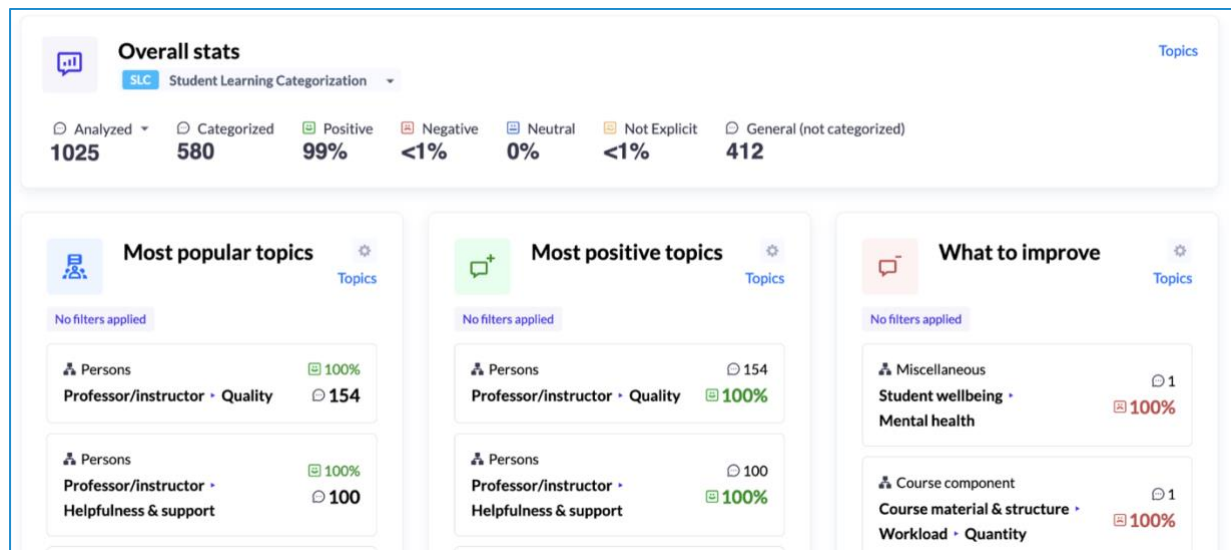 Overall stats
Topics
SLC Student Learning Categorization
Analyzed Categorized Positive Negative Neutral Not Explicit General (not categorized)
1025 580 99% <1% 0% <1% 412
Most popular topics
Topics
No filters applied
Persons 100%
Professor/instructor ‣ Quality 154
Persons 100%
Professor/instructor ‣
Helpfulness & support 100
Most positive topics
Topics
No filters applied
Persons 154
Professor/instructor ‣ Quality 100%
Persons 100
Professor/instructor ‣
Helpfulness & support 100%
What to improve
Topics
No filters applied
Miscellaneous 1
Student wellbeing ‣
Mental health 100%
Course component 1
Course material & structure ‣
Workload ‣ Quantity 100%